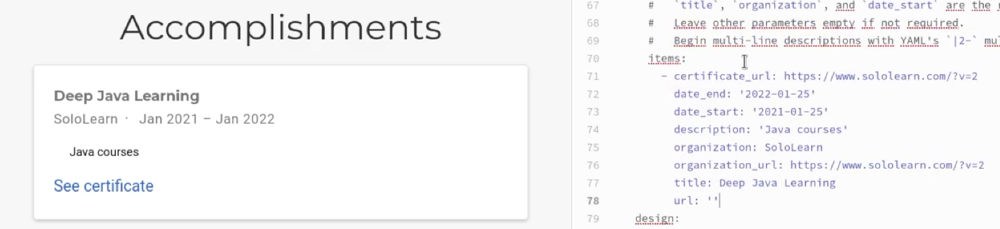 Accomplishments
Deep Java Learning
SoloLearn · Jan 2021 – Jan 2022
Java courses
See certificate
67 # `title`, `organization`, and `date_start` are the
68 # Leave other parameters empty if not required.
69 # Begin multi-line descriptions with YAML's `|2-`
70 items:
71 - certificate_url: https://www.sololearn.com/?v=2
72 date_end: '2022-01-25'
73 date_start: '2021-01-25'
74 description: 'Java courses'
75 organization: SoloLearn
76 organization_url: https://www.sololearn.com/?v=2
77 title: Deep Java Learning
78 url: ''
79 design: